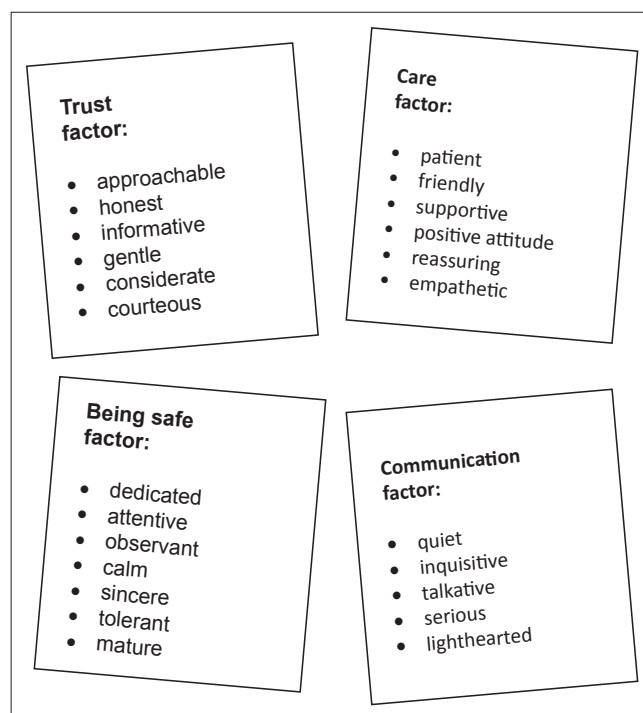 Trust
factor:
• approachable
• honest
• informative
• gentle
• considerate
• courteous
Care
factor:
• patient
• friendly
• supportive
• positive attitude
• reassuring
• empathetic
Being safe
factor:
• dedicated
• attentive
• observant
• calm
• sincere
• tolerant
• mature
Communication
factor:
• quiet
• inquisitive
• talkative
• serious
• lighthearted